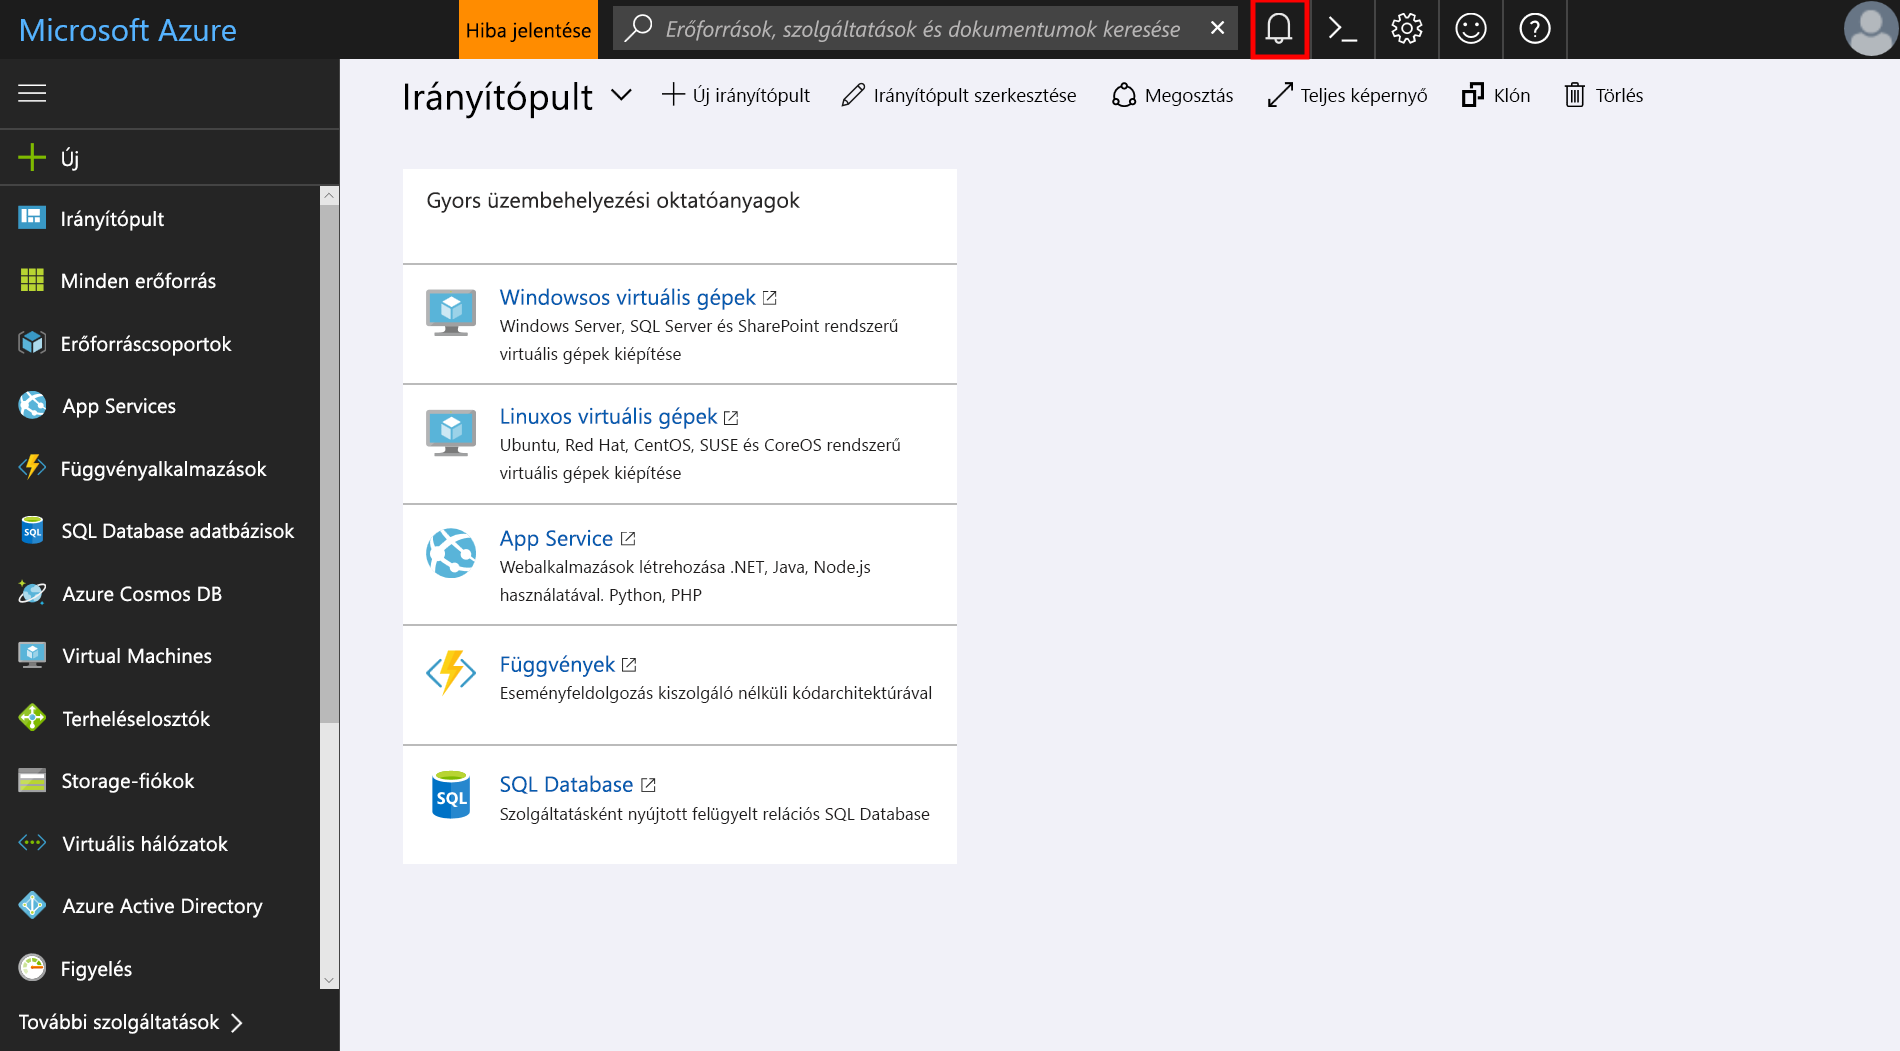 Microsoft Azure
Hiba jelentése
Erőforrások, szolgáltatások és dokumentumok keresése
Irányítópult
Új irányítópult
Irányítópult szerkesztése
Megosztás
Teljes képernyő
Klón
Törlés
Új
Irányítópult
Minden erőforrás
Erőforráscsoportok
App Services
Függvényalkalmazások
SQL Database adatbázisok
Azure Cosmos DB
Virtual Machines
Terheléselosztók
Storage-fiókok
Virtuális hálózatok
Azure Active Directory
Figyelés
További szolgáltatások
Gyors üzembehelyezési oktatóanyagok
Windowsos virtuális gépek
Windows Server, SQL Server és SharePoint rendszerű
virtuális gépek kiépítése
Linuxos virtuális gépek
Ubuntu, Red Hat, CentOS, SUSE és CoreOS rendszerű
virtuális gépek kiépítése
App Service
Webalkalmazások létrehozása .NET, Java, Node.js
használatával. Python, PHP
Függvények
Eseményfeldolgozás kiszolgáló nélküli kódarchitektúrával
SQL
SQL Database
Szolgáltatásként nyújtott felügyelt relációs SQL Database